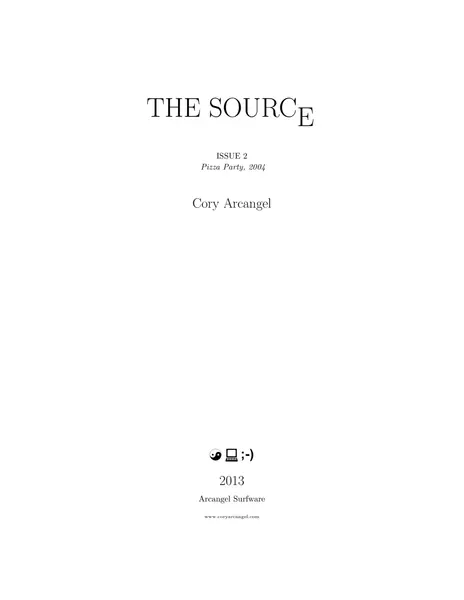 THE SOURCE
ISSUE 2
Pizza Party, 2004
Cory Arcangel
;-)
2013
Arcangel Surfware
www.coryarcangel.com